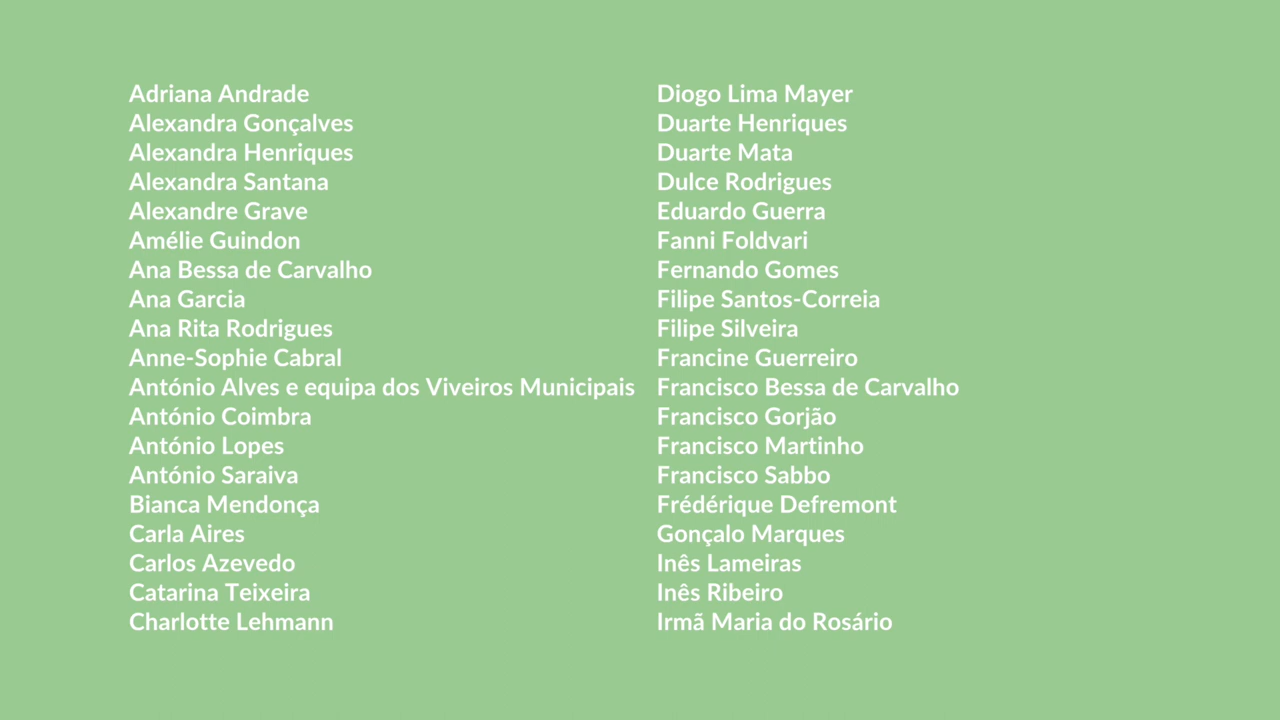 Adriana Andrade
Alexandra Gonçalves
Alexandra Henriques
Alexandra Santana
Alexandre Grave
Amélie Guindon
Ana Bessa de Carvalho
Ana Garcia
Ana Rita Rodrigues
Anne-Sophie Cabral
António Alves e equipa dos Viveiros Municipais
António Coimbra
António Lopes
António Saraiva
Bianca Mendonça
Carla Aires
Carlos Azevedo
Catarina Teixeira
Charlotte Lehmann
Diogo Lima Mayer
Duarte Henriques
Duarte Mata
Dulce Rodrigues
Eduardo Guerra
Fanni Foldvari
Fernando Gomes
Filipe Santos-Correia
Filipe Silveira
Francine Guerreiro
Francisco Bessa de Carvalho
Francisco Gorjão
Francisco Martinho
Francisco Sabbo
Frédérique Defremont
Gonçalo Marques
Inês Lameiras
Inês Ribeiro
Irmã Maria do Rosário